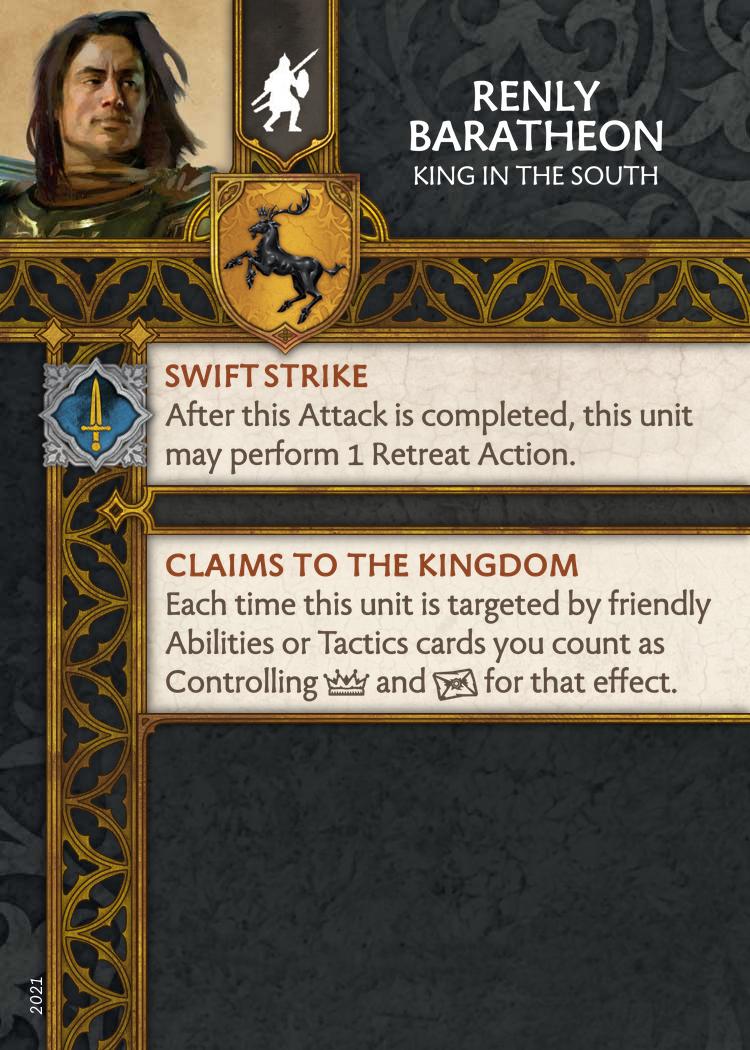 RENLY
BARATHEON
KING IN THE SOUTH
SWIFT STRIKE
After this Attack is completed, this unit
may perform 1 Retreat Action.
CLAIMS TO THE KINGDOM
Each time this unit is targeted by friendly
Abilities or Tactics cards you count as
Controlling and for that effect.
2021